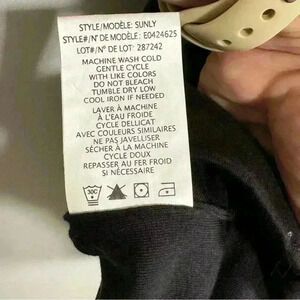 STYLE/MODÈLE: SUNLY
STYLE#/N° DE MODÈLE: E0424625
LOT#/N° DE LOT: 287242
MACHINE WASH COLD
GENTLE CYCLE
WITH LIKE COLORS
DO NOT BLEACH
TUMBLE DRY LOW
COOL IRON IF NEEDED
LAVER À MACHINE
À L'EAU FROIDE
CYCLE DELLICAT
AVEC COULEURS SIMILAIRES
NE PAS JAVELLISER
SÉCHER À LA MACHINE
CYCLE DOUX
REPASSER AU FER FROID
SI NÉCESSAIRE
30C